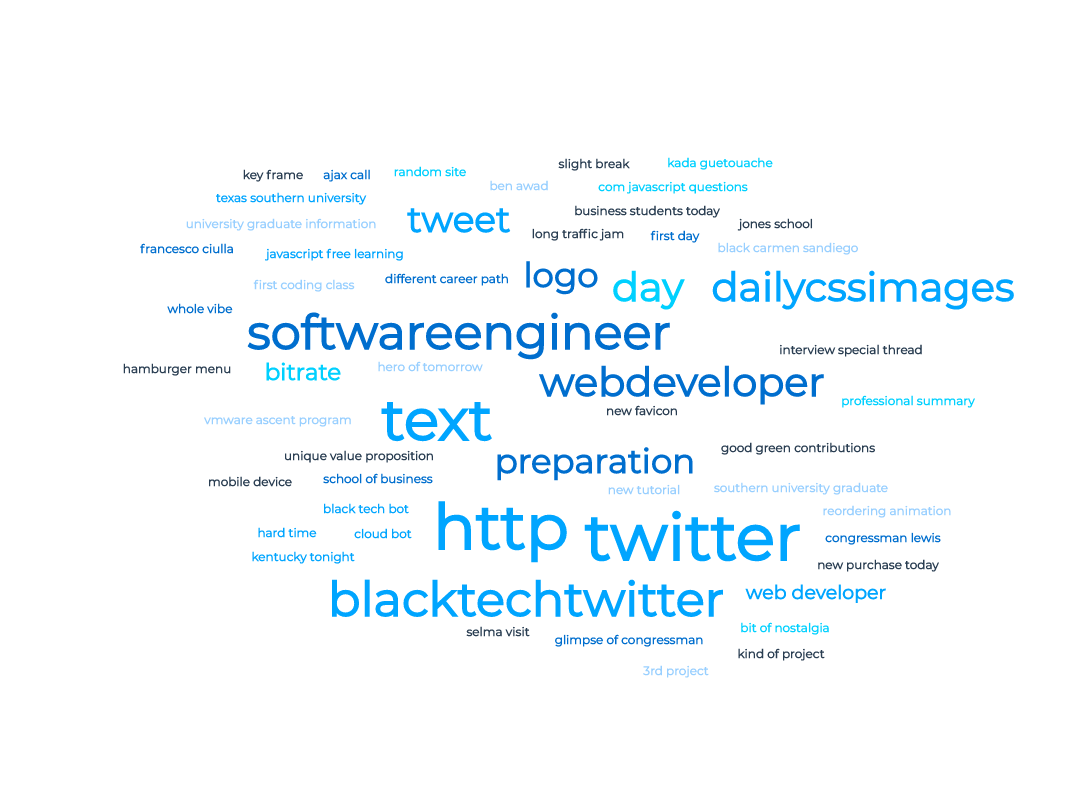 slight break
kada guetouache
key frame
ajax call
random site
ben awad
com javascript questions
texas southern university
university graduate information
tweet
business students today
jones school
long traffic jam
first day
black carmen sandiego
francesco ciulla
javascript free learning
first coding class
different career path
logo
day
dailycssimages
whole vibe
softwareengineer
interview special thread
hamburger menu
bitrate
hero of tomorrow
webdeveloper
professional summary
new favicon
vmware ascent program
text
good green contributions
unique value proposition
preparation
mobile device
school of business
new tutorial
southern university graduate
black tech bot
reordering animation
hard time
cloud bot
http
twitter
congressman lewis
kentucky tonight
new purchase today
blacktechtwitter
web developer
selma visit
glimpse of congressman
bit of nostalgia
kind of project
3rd project